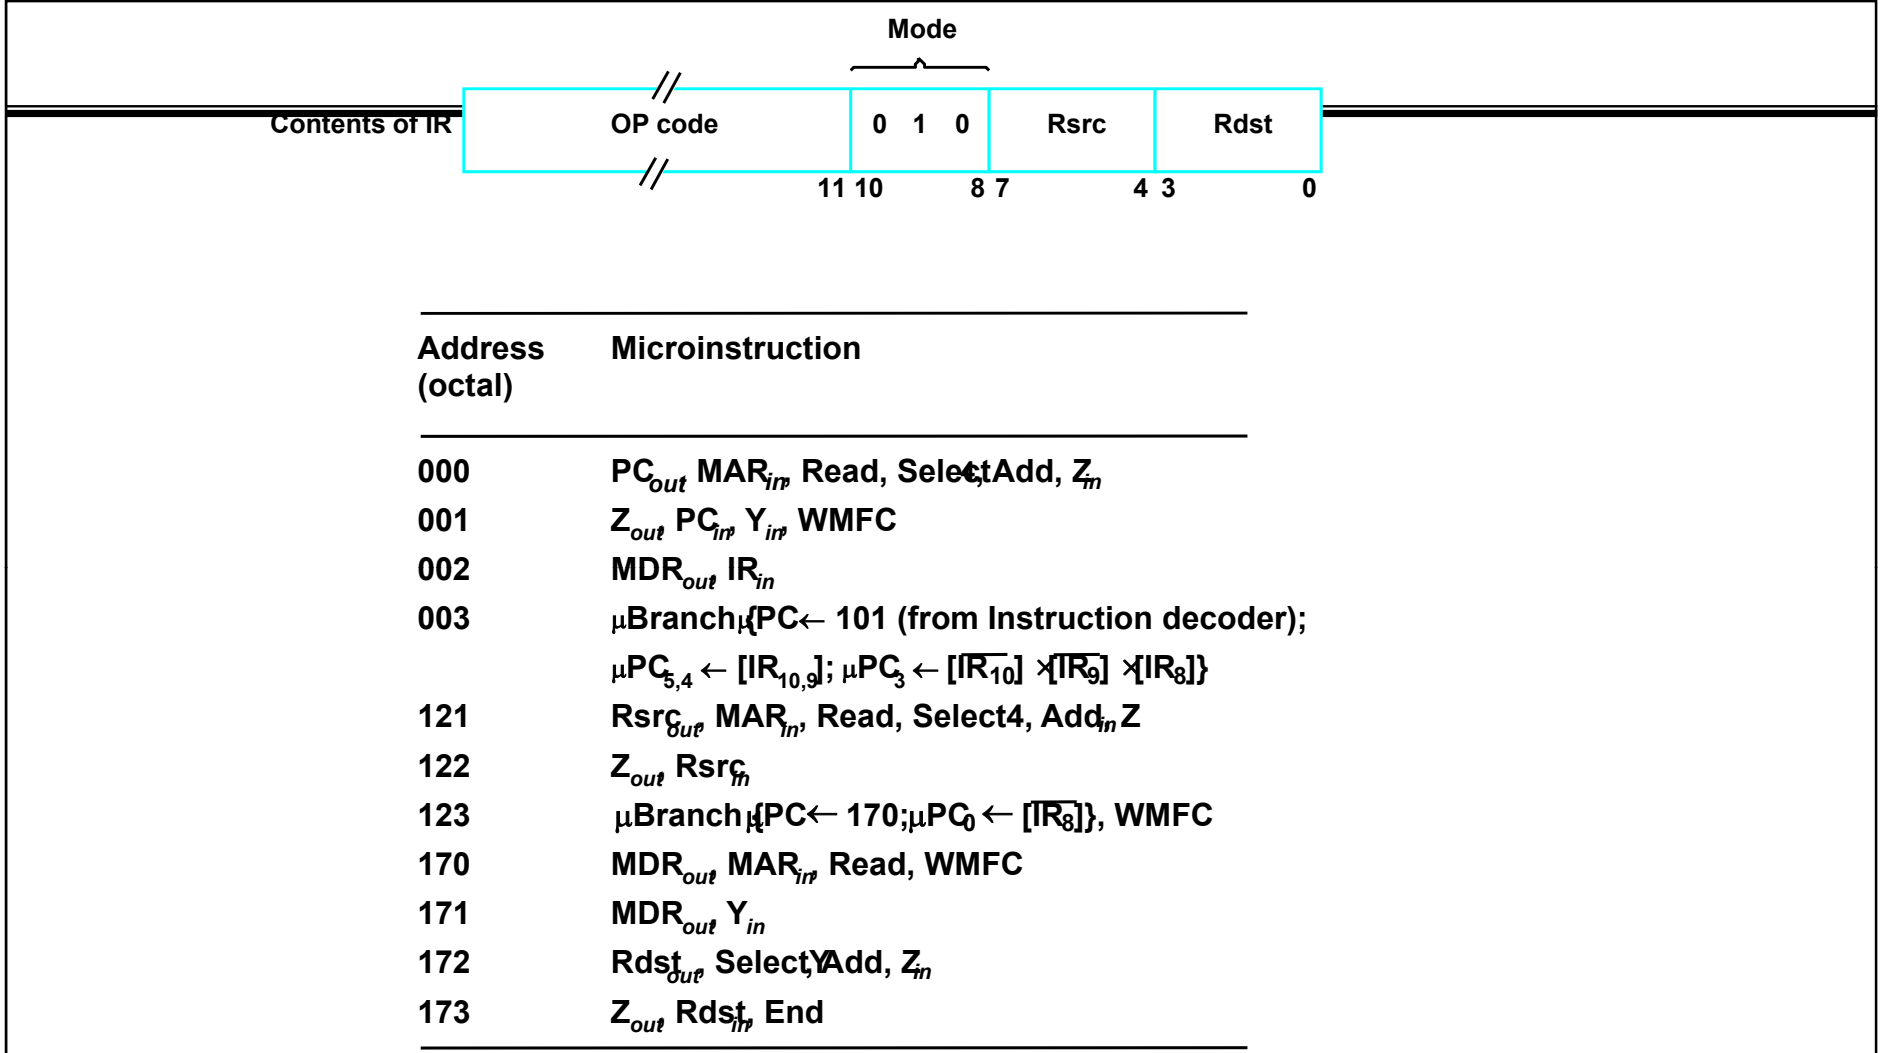 Mode
Contents of IR OP code 0 1 0 Rsrc Rdst
11 10 8 7 4 3 0
Address Microinstruction
(octal)
000 PCout, MARin, Read, Select4, Add, Zin
001 Zout, PCin, Yin, WMFC
002 MDRout, IRin
003 μBranch {μPC← 101 (from Instruction decoder);
μPC5,4 ← [IR10,9]; μPC3 ← [I̅R̅1̅0̅] × [I̅R̅9̅] × [IR8]}
121 Rsrcout, MARin, Read, Select4, Add, Zin
122 Zout, Rsrcin
123 μBranch {μPC← 170; μPC0 ← [I̅R̅8̅]}, WMFC
170 MDRout, MARin, Read, WMFC
171 MDRout, Yin
172 Rdstout, SelectY, Add, Zin
173 Zout, Rdstin, End